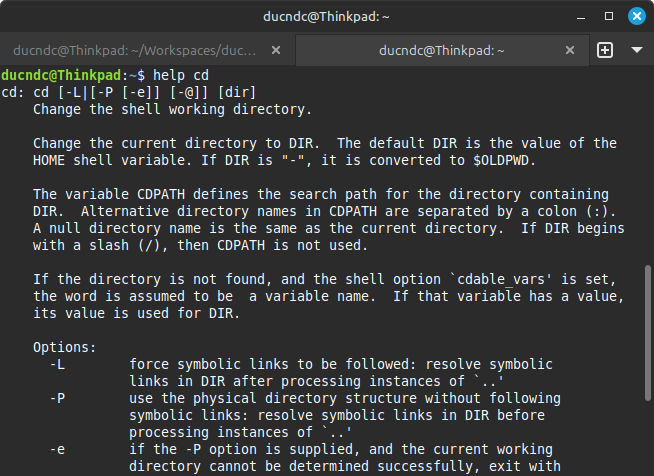 ducndc@Thinkpad: ~
ducndc@Thinkpad: ~/Workspaces/duc...
ducndc@Thinkpad: ~
ducndc@Thinkpad:~$ help cd
cd: cd [-L|[-P [-e]] [-@]] [dir]
    Change the shell working directory.

    Change the current directory to DIR.  The default DIR is the value of the
    HOME shell variable. If DIR is "-", it is converted to $OLDPWD.

    The variable CDPATH defines the search path for the directory containing
    DIR.  Alternative directory names in CDPATH are separated by a colon (:).
    A null directory name is the same as the current directory.  If DIR begins
    with a slash (/), then CDPATH is not used.

    If the directory is not found, and the shell option `cdable_vars' is set,
    the word is assumed to be  a variable name.  If that variable has a value,
    its value is used for DIR.

    Options:
      -L        force symbolic links to be followed: resolve symbolic
                links in DIR after processing instances of `..'
      -P        use the physical directory structure without following
                symbolic links: resolve symbolic links in DIR before
                processing instances of `..'
      -e        if the -P option is supplied, and the current working
                directory cannot be determined successfully, exit with